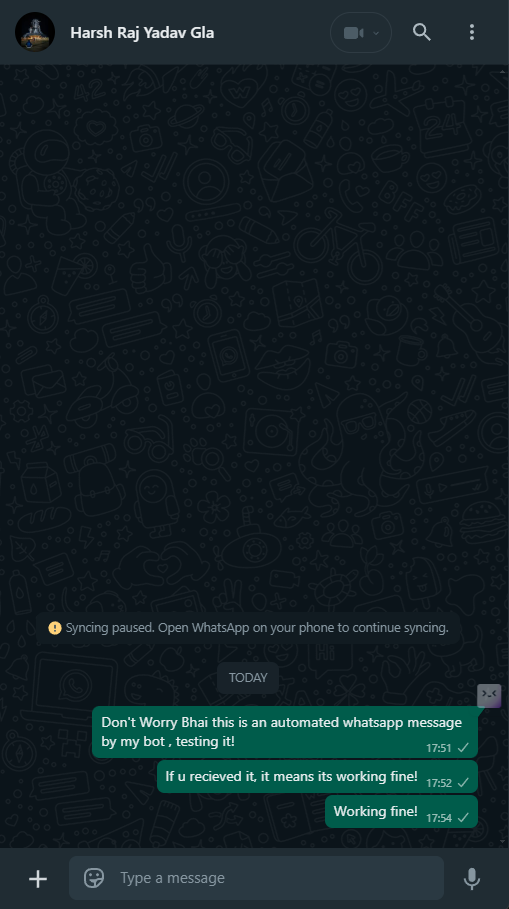 Harsh Raj Yadav Gla
Syncing paused. Open WhatsApp on your phone to continue syncing.
TODAY
Don't Worry Bhai this is an automated whatsapp message
by my bot , testing it!
17:51
If u recieved it, it means its working fine!
17:52
Working fine!
17:54
Type a message